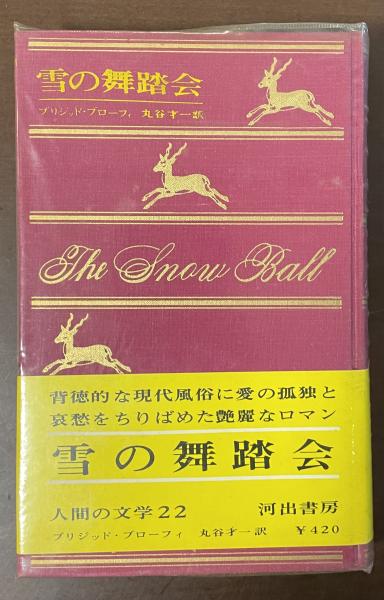 雪の舞踏会
ブリジッド・ブローフィ 丸谷才一訳
The Snow Ball
背徳的な現代風俗に愛の孤独と
哀愁をちりばめた艶麗なロマン
雪の舞踏会
人間の文学22 河出書房
ブリジッド・ブローフィ 丸谷才一訳 ￥420